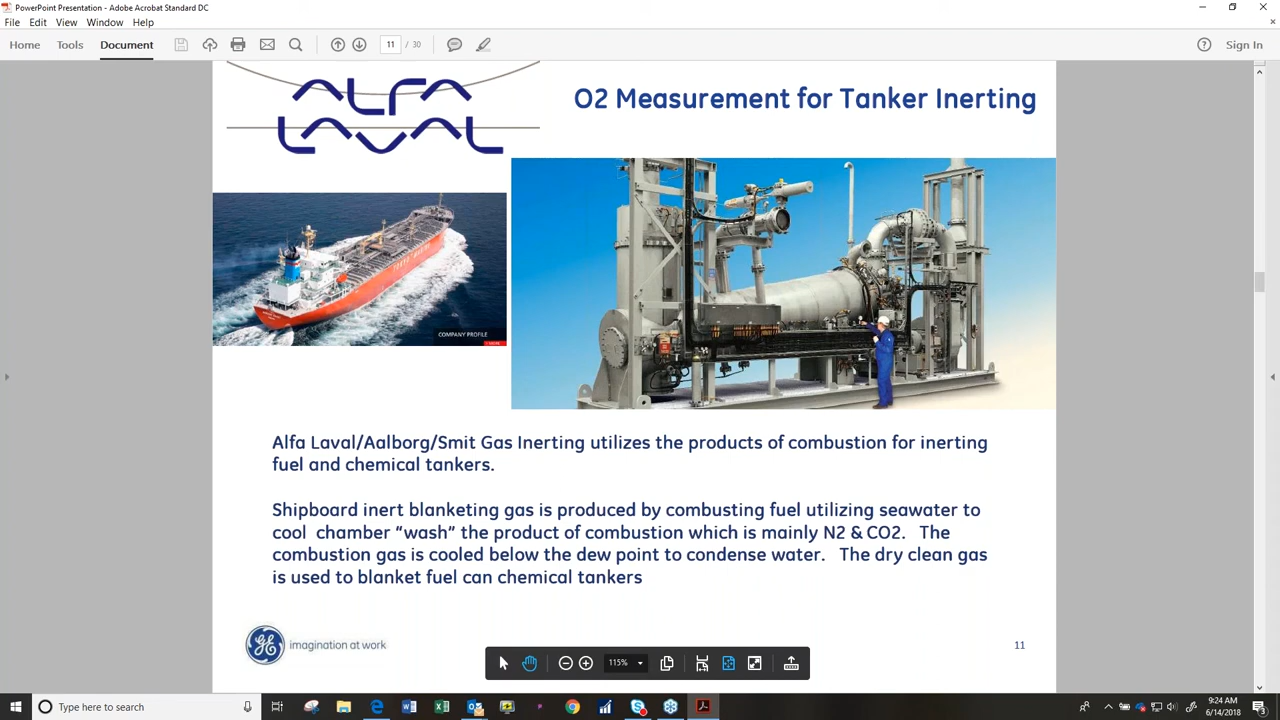 PowerPoint Presentation - Adobe Acrobat Standard DC
File Edit View Window Help
Home Tools Document 11 / 30 Sign In
ALFA
LAVAL
O2 Measurement for Tanker Inerting
COMPANY PROFILE
Alfa Laval/Aalborg/Smit Gas Inerting utilizes the products of combustion for inerting
fuel and chemical tankers.
Shipboard inert blanketing gas is produced by combusting fuel utilizing seawater to
cool chamber “wash” the product of combustion which is mainly N2 & CO2. The
combustion gas is cooled below the dew point to condense water. The dry clean gas
is used to blanket fuel can chemical tankers
GE imagination at work
11
115%
Type here to search
9:24 AM
6/14/2018